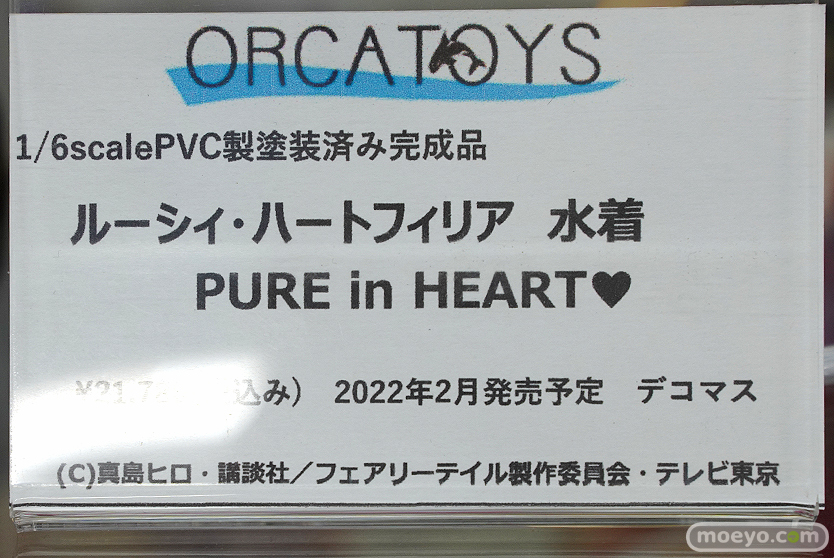 ORCATOYS
1/6scalePVC製塗装済み完成品
ルーシィ・ハートフィリア 水着
PURE in HEART♥
込み) 2022年2月発売予定 デコマス
(C)真島ヒロ・講談社／フェアリーテイル製作委員会・テレビ東京
moeyo.com